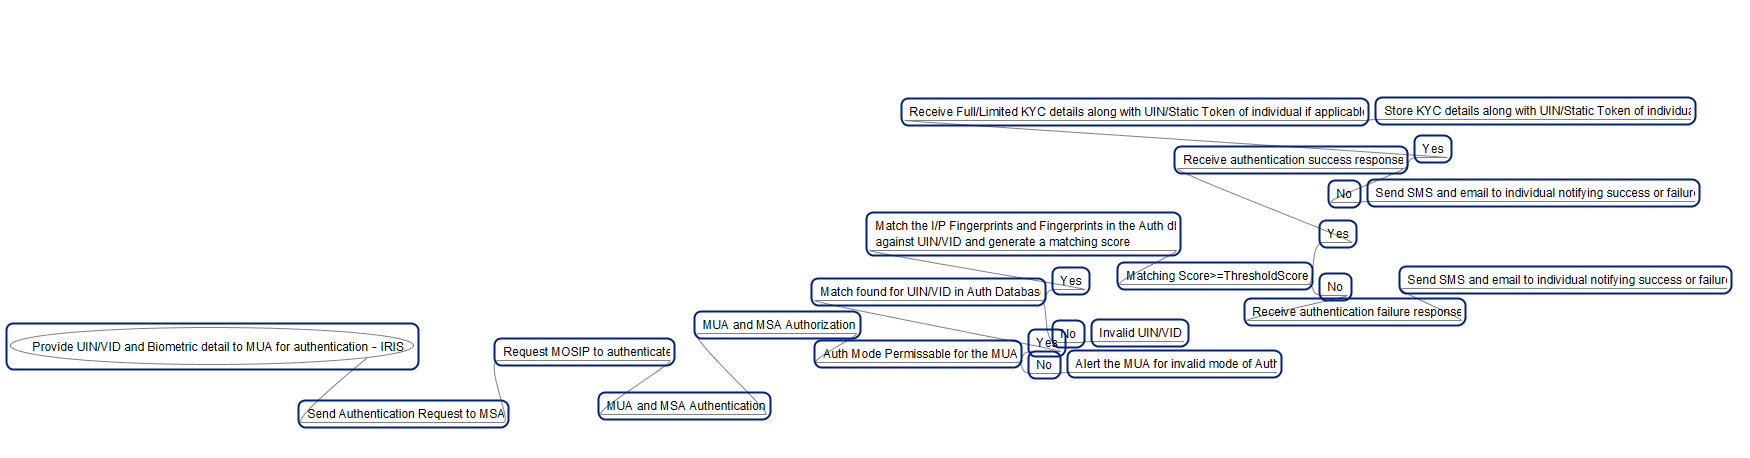 Receive Full/Limited KYC details along with UIN/Static Token of individual if applicabl
Store KYC details along with UIN/Static Token of individua
Yes
Receive authentication success response
No
Send SMS and email to individual notifying success or failur
Match the I/P Fingerprints and Fingerprints in the Auth d
against UIN/VID and generate a matching score
Yes
Matching Score>=ThresholdScore
Yes
Match found for UIN/VID in Auth Databas
No
Send SMS and email to individual notifying success or failur
Receive authentication failure response
MUA and MSA Authorization
No
Invalid UIN/VID
Provide UIN/VID and Biometric detail to MUA for authentication - IRIS
Request MOSIP to authenticate
Auth Mode Permissable for the MUA
Yes
No
Alert the MUA for invalid mode of Auth
Send Authentication Request to MSA
MUA and MSA Authentication